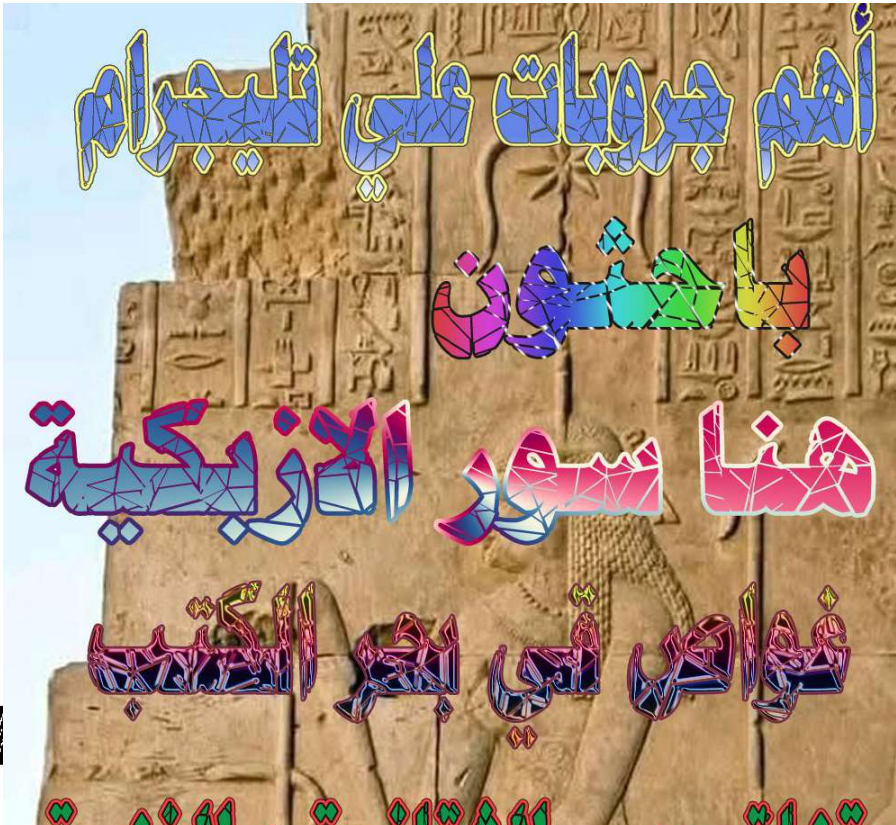 أهم جروبات علي تليجرام
باحثون
هنا سور الازبكية
غواص في بحر الكتب